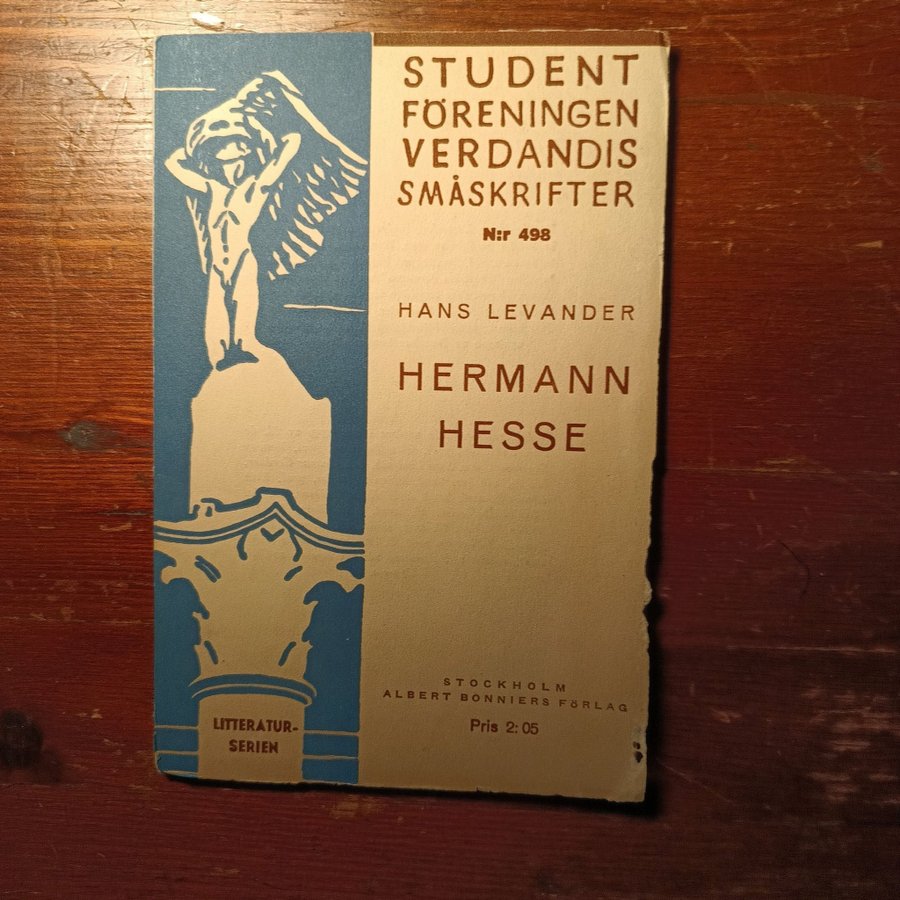 STUDENT
FÖRENINGEN
VERDANDIS
SMÅSKRIFTER
N:r 498
HANS LEVANDER
HERMANN
HESSE
STOCKHOLM
ALBERT BONNIERS FÖRLAG
Pris 2:05
LITTERATUR-
SERIEN